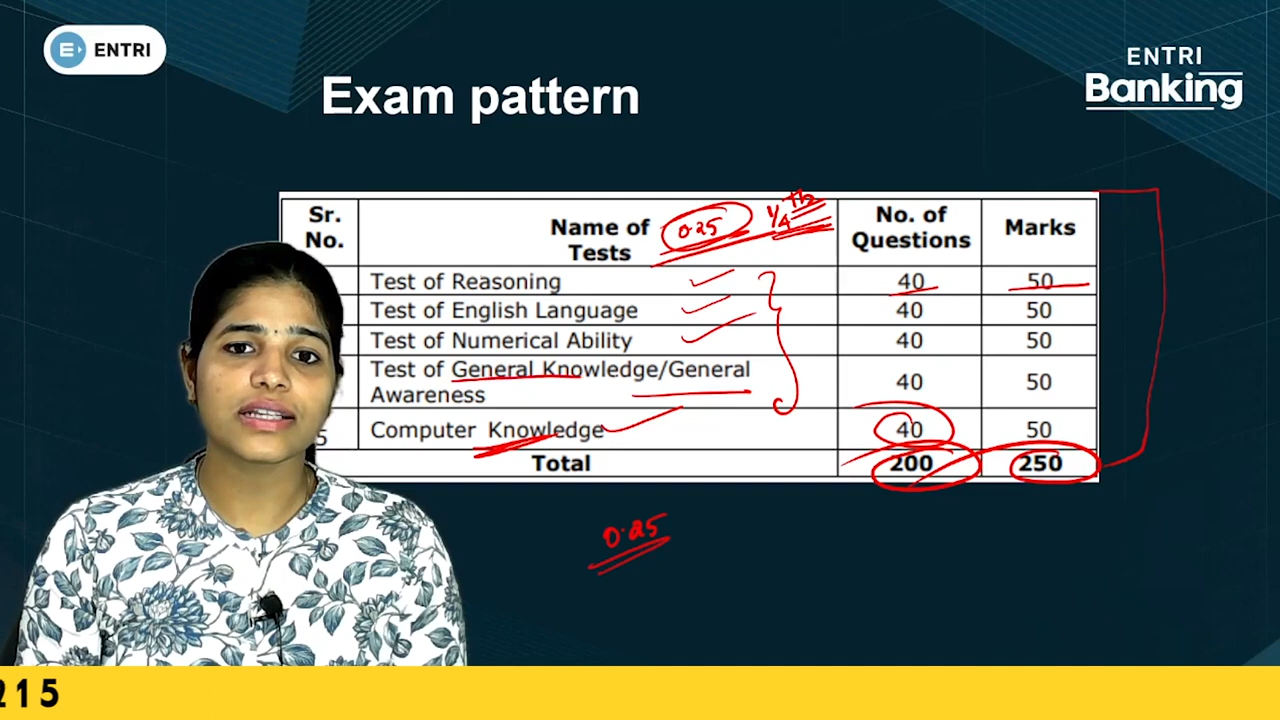 ENTRI
ENTRI
Banking
Exam pattern
Sr. No. Name of Tests 0.25 1/4th No. of Questions Marks
Test of Reasoning 40 50
Test of English Language 40 50
Test of Numerical Ability 40 50
Test of General Knowledge/General
Awareness 40 50
5 Computer Knowledge 40 50
Total 200 250
0.25
215